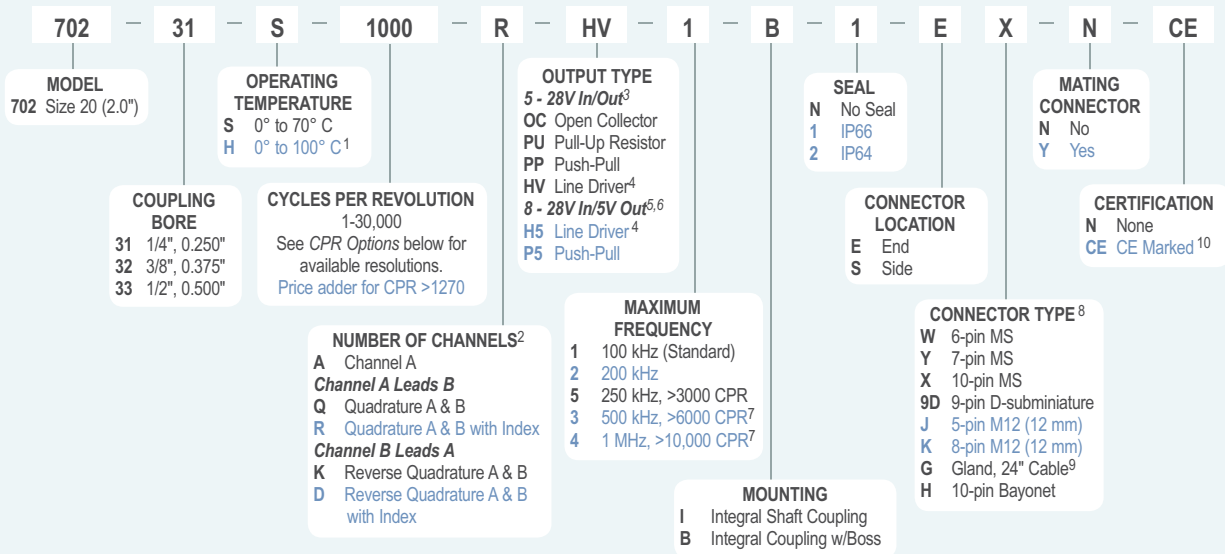 702 – 31 – S – 1000 – R – HV – 1 – B – 1 – E – X – N – CE
MODEL
702 Size 20 (2.0")
COUPLING
BORE
31 1/4", 0.250"
32 3/8", 0.375"
33 1/2", 0.500"
OPERATING
TEMPERATURE
S 0° to 70° C
H 0° to 100° C1
CYCLES PER REVOLUTION
1-30,000
See CPR Options below for
available resolutions.
Price adder for CPR >1270
NUMBER OF CHANNELS2
A Channel A
Channel A Leads B
Q Quadrature A & B
R Quadrature A & B with Index
Channel B Leads A
K Reverse Quadrature A & B
D Reverse Quadrature A & B
with Index
OUTPUT TYPE
5 - 28V In/Out3
OC Open Collector
PU Pull-Up Resistor
PP Push-Pull
HV Line Driver4
8 - 28V In/5V Out5,6
H5 Line Driver4
P5 Push-Pull
MAXIMUM
FREQUENCY
1 100 kHz (Standard)
2 200 kHz
5 250 kHz, >3000 CPR
3 500 kHz, >6000 CPR7
4 1 MHz, >10,000 CPR7
MOUNTING
I Integral Shaft Coupling
B Integral Coupling w/Boss
SEAL
N No Seal
1 IP66
2 IP64
CONNECTOR
LOCATION
E End
S Side
CONNECTOR TYPE8
W 6-pin MS
Y 7-pin MS
X 10-pin MS
9D 9-pin D-subminiature
J 5-pin M12 (12 mm)
K 8-pin M12 (12 mm)
G Gland, 24" Cable9
H 10-pin Bayonet
MATING
CONNECTOR
N No
Y Yes
CERTIFICATION
N None
CE CE Marked10